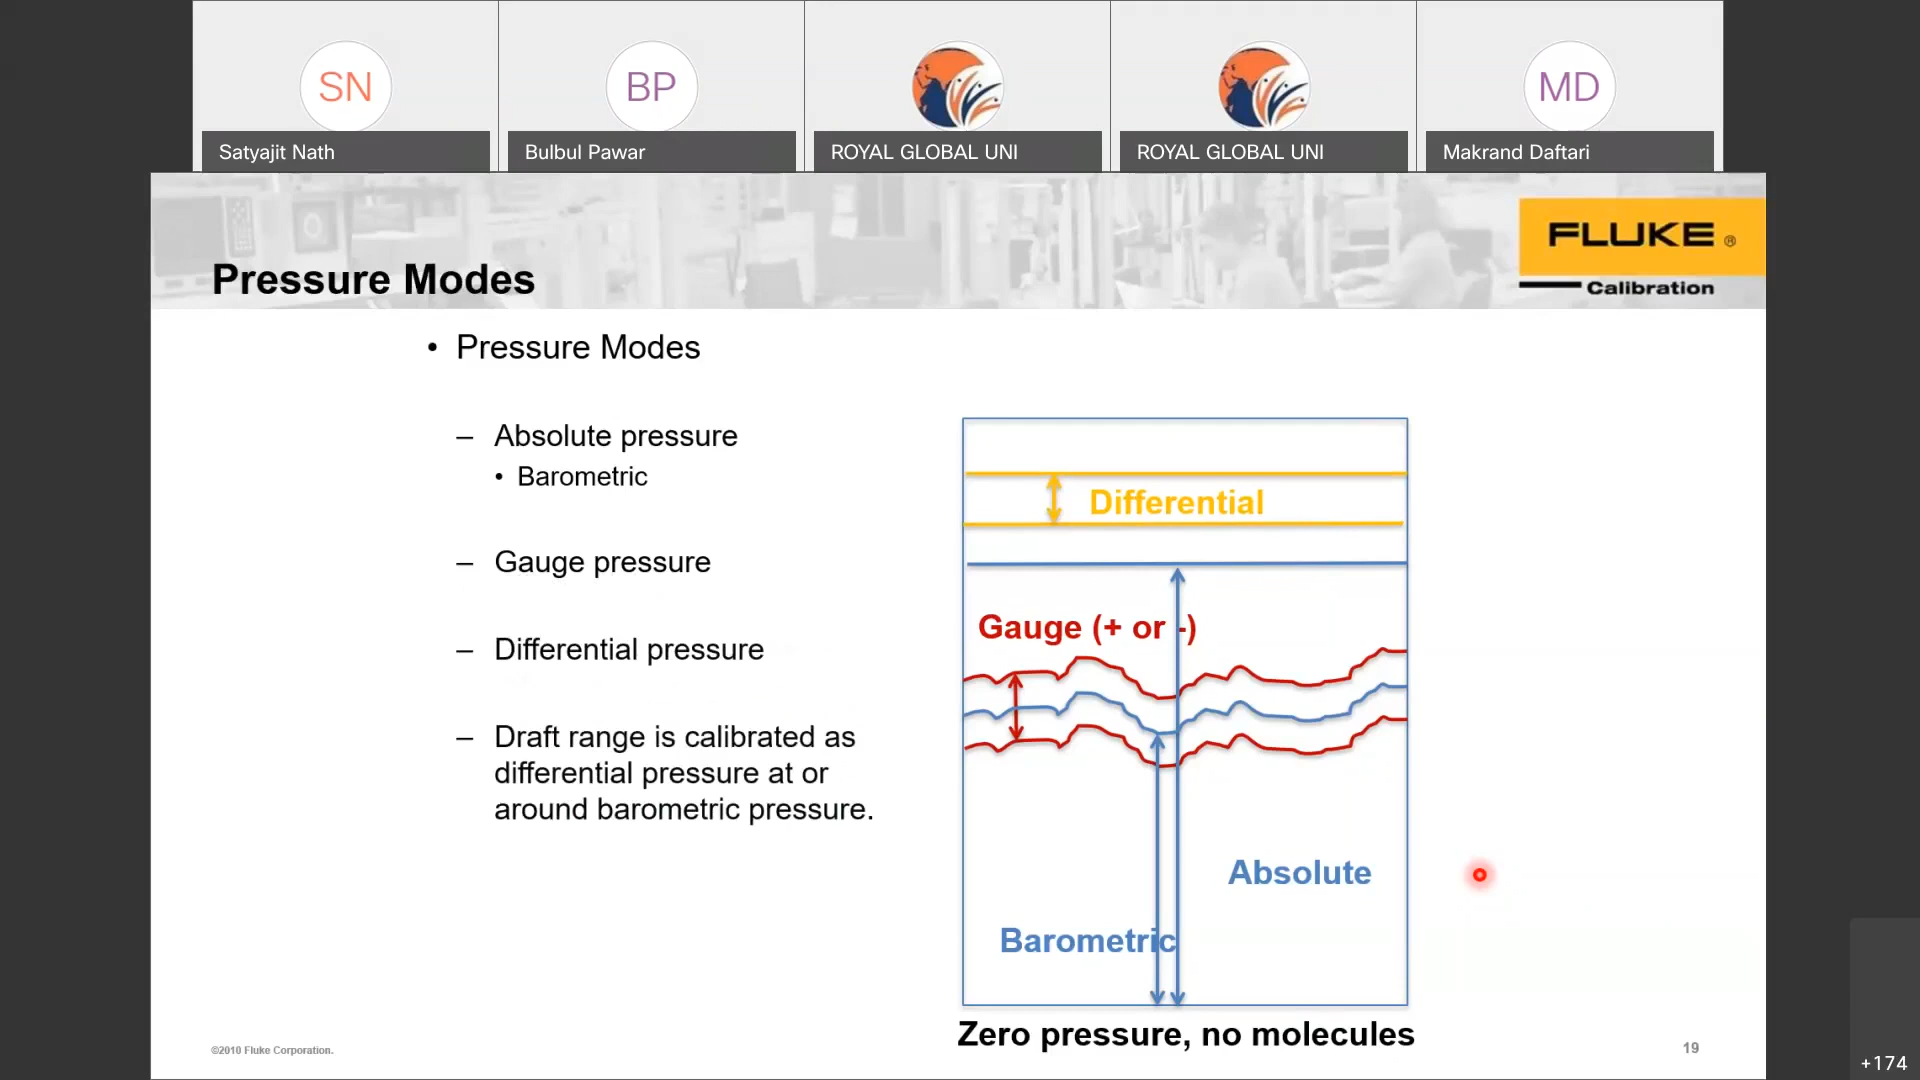 SN
BP
MD
Satyajit Nath
Bulbul Pawar
ROYAL GLOBAL UNI
ROYAL GLOBAL UNI
Makrand Daftari
FLUKE ®
Calibration
Pressure Modes
• Pressure Modes
– Absolute pressure
• Barometric
– Gauge pressure
– Differential pressure
– Draft range is calibrated as
differential pressure at or
around barometric pressure.
Differential
Gauge (+ or -)
Absolute
Barometric
Zero pressure, no molecules
©2010 Fluke Corporation.
19
+174